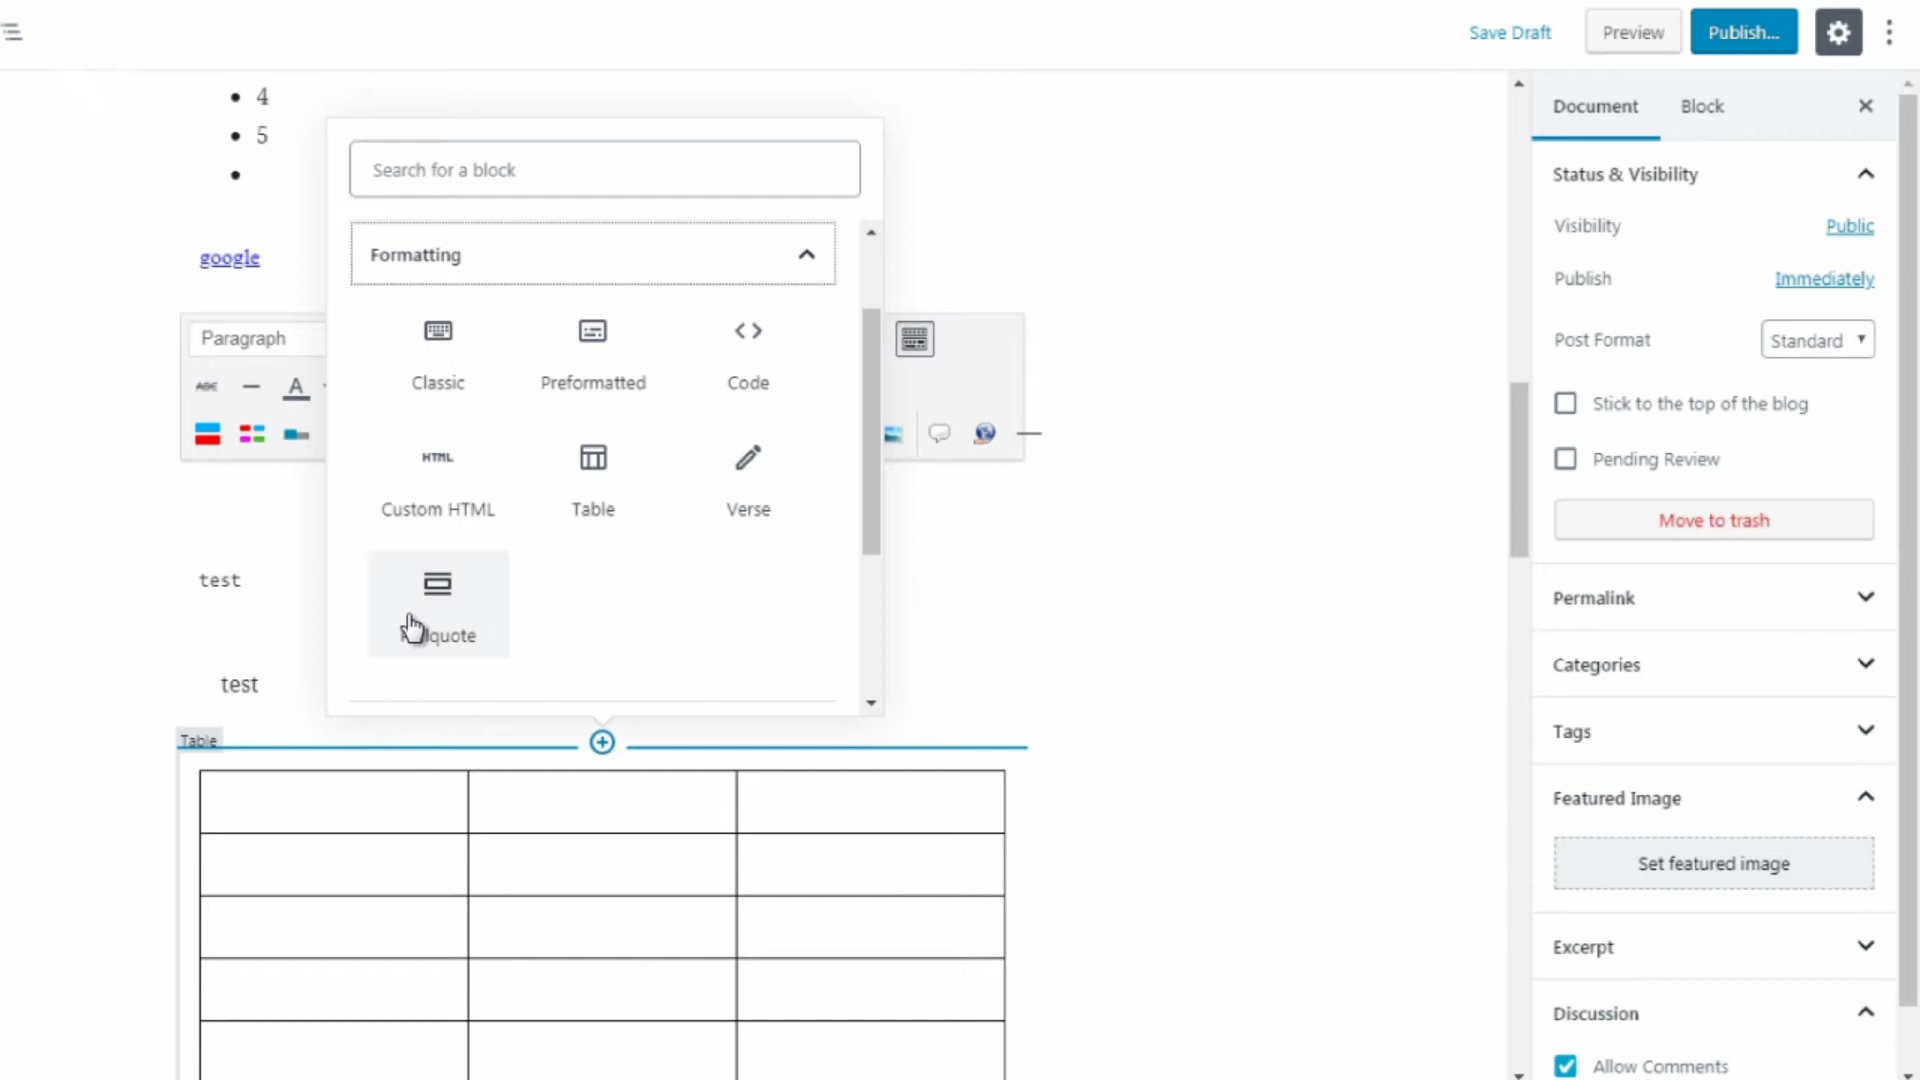 Save Draft
Preview
Publish...
4
5
google
Paragraph
ABC
A
test
test
Table
Search for a block
Formatting
Classic
Preformatted
Code
HTML
Custom HTML
Table
Verse
Document
Block
Status & Visibility
Visibility
Public
Publish
Immediately
Post Format
Standard
Stick to the top of the blog
Pending Review
Move to trash
Permalink
Categories
Tags
Featured Image
Set featured image
Excerpt
Discussion
Allow Comments